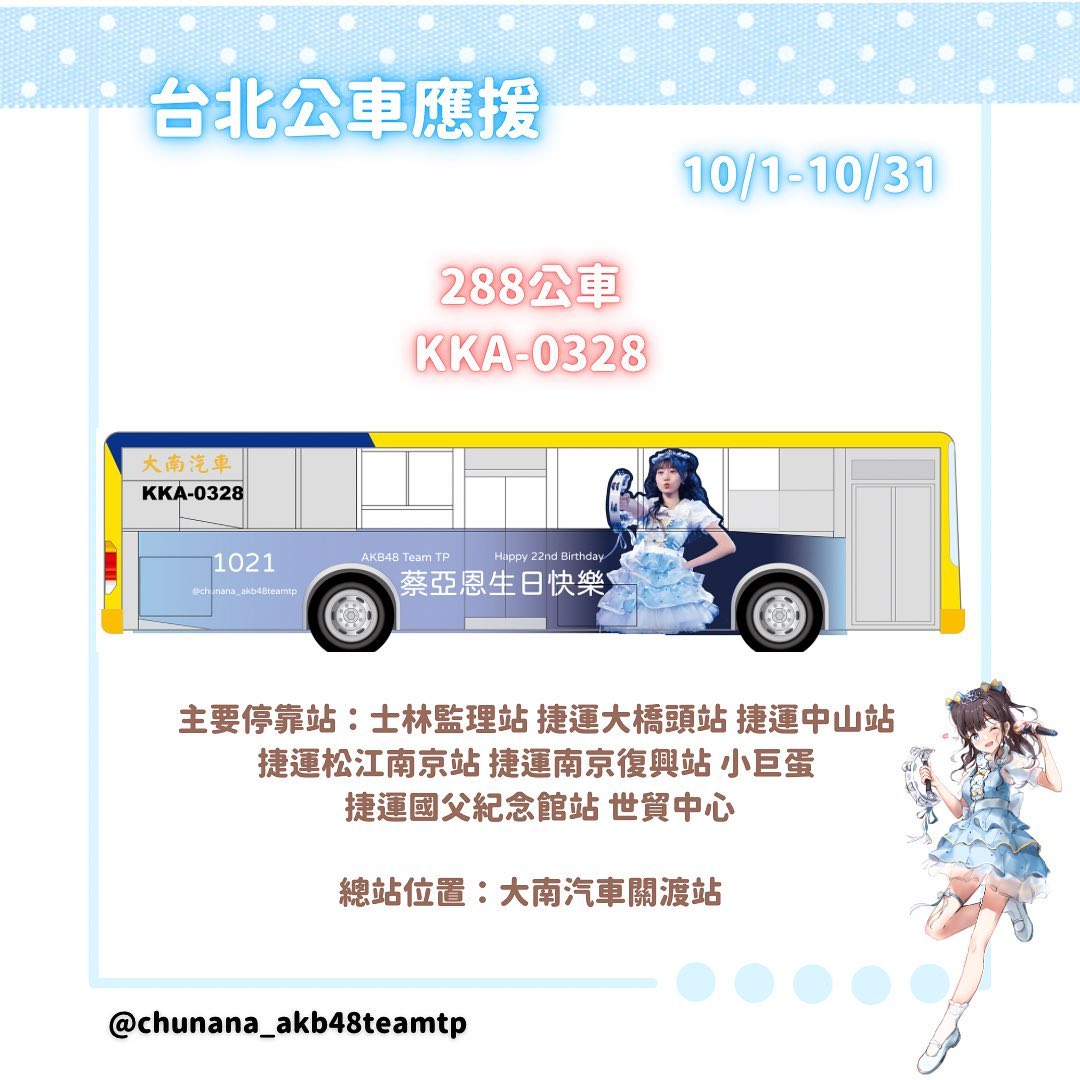 台北公車應援
10/1-10/31
288公車
KKA-0328
大南汽車
KKA-0328
1021
@chunana_akb48teamtp
AKB48 Team TP
Happy 22nd Birthday
蔡亞恩生日快樂
主要停靠站：士林監理站 捷運大橋頭站 捷運中山站
捷運松江南京站 捷運南京復興站 小巨蛋
捷運國父紀念館站 世貿中心
總站位置：大南汽車關渡站
@chunana_akb48teamtp